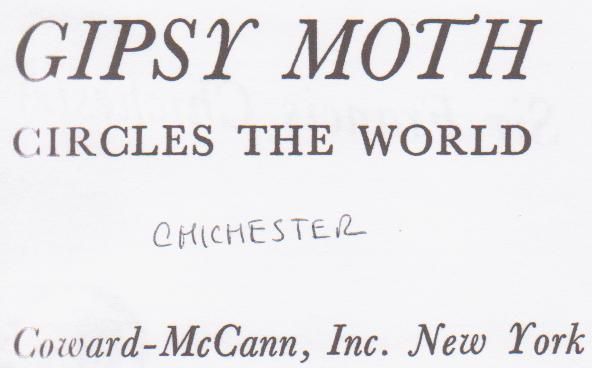 GIPSY MOTH
CIRCLES THE WORLD
CHICHESTER
Coward-McCann, Inc. New York